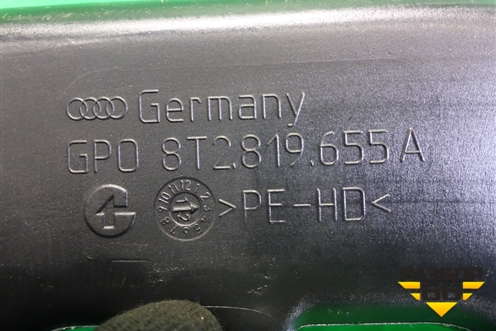 Germany
GPO 8T2.819.655 A
>PE-HD<